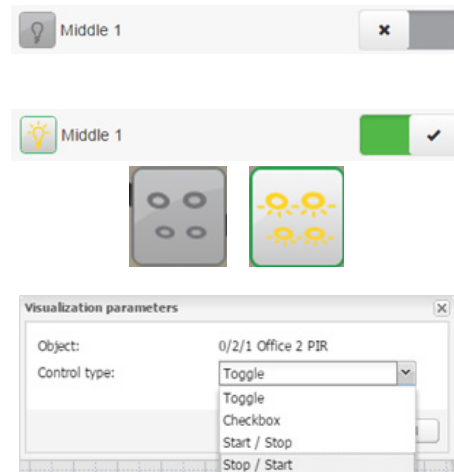 Middle 1
Middle 1
Visualization parameters
Object: 0/2/1 Office 2 PIR
Control type: Toggle
Toggle
Checkbox
Start / Stop
Stop / Start